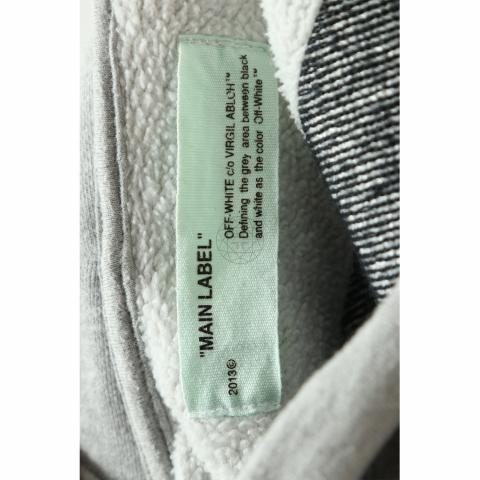 "MAIN LABEL"
2013©
OFF-WHITE c/o VIRGIL ABLOH™
Defining the grey area between black
and white as the color Off-White™